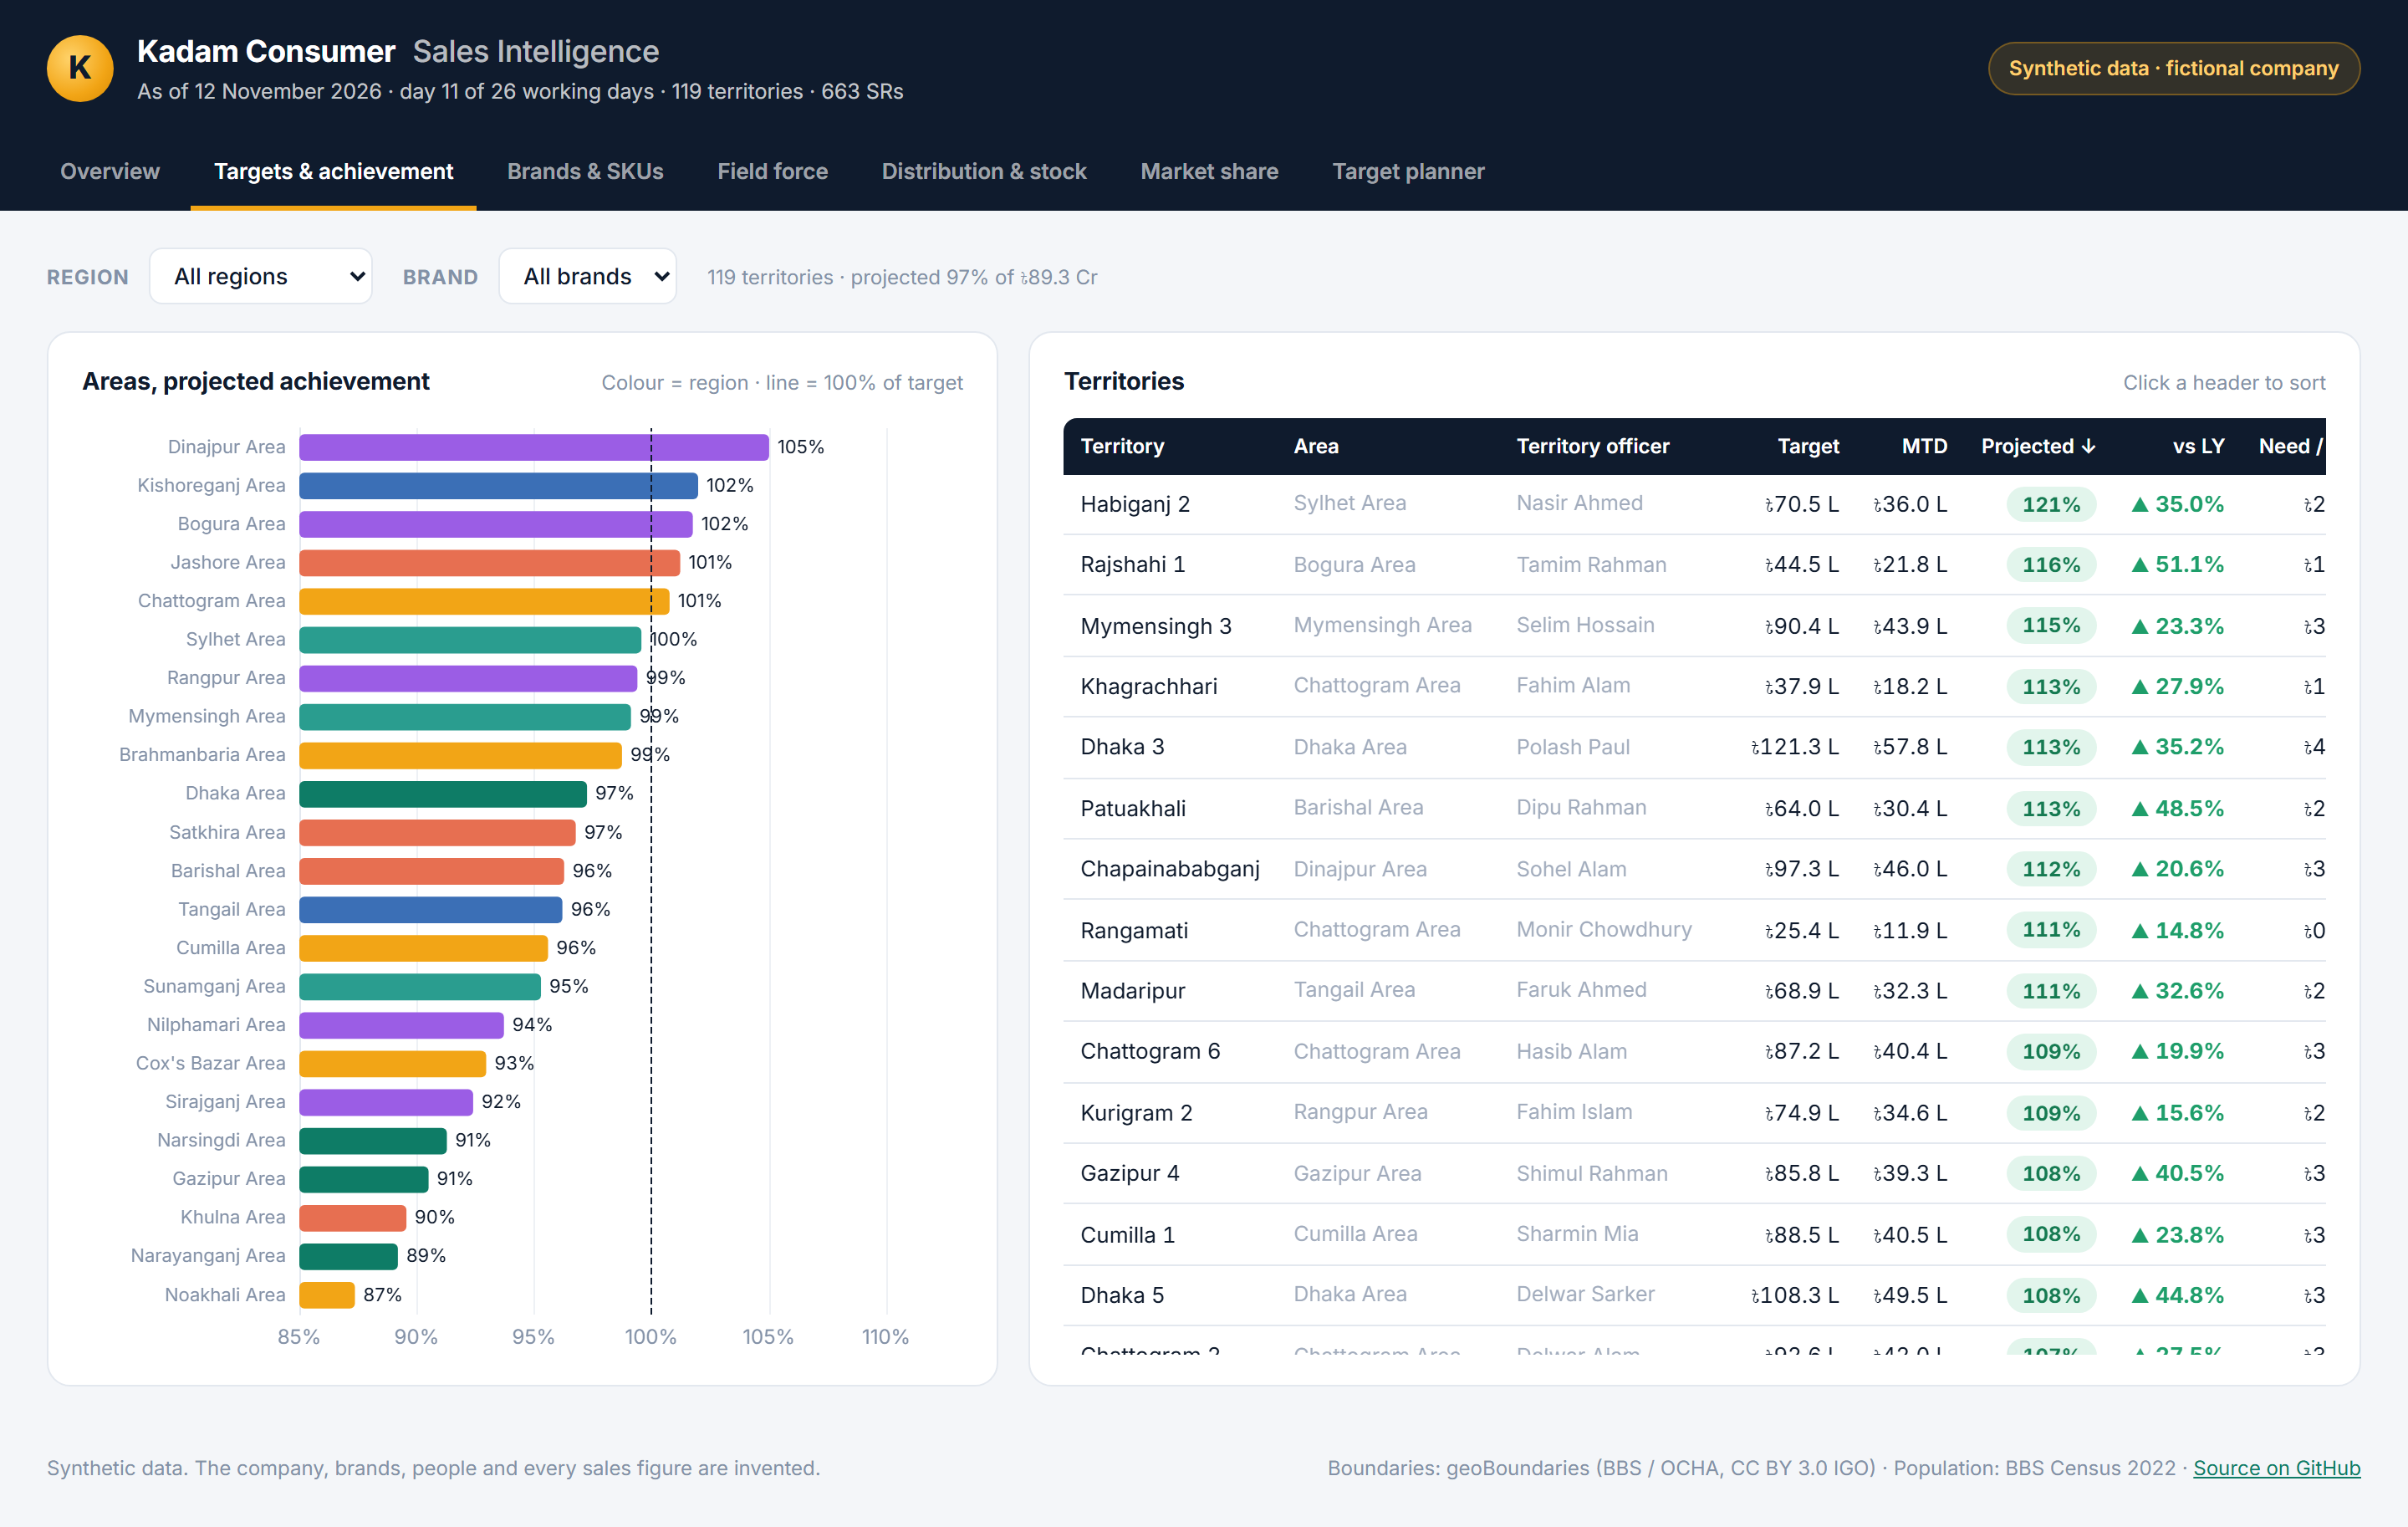 K
Kadam Consumer Sales Intelligence
As of 12 November 2026 · day 11 of 26 working days · 119 territories · 663 SRs
Synthetic data · fictional company
Overview Targets & achievement Brands & SKUs Field force Distribution & stock Market share Target planner
REGION All regions BRAND All brands 119 territories · projected 97% of ৳89.3 Cr
Areas, projected achievement Colour = region · line = 100% of target
Dinajpur Area 105%
Kishoreganj Area 102%
Bogura Area 102%
Jashore Area 101%
Chattogram Area 101%
Sylhet Area 100%
Rangpur Area 99%
Mymensingh Area 99%
Brahmanbaria Area 99%
Dhaka Area 97%
Satkhira Area 97%
Barishal Area 96%
Tangail Area 96%
Cumilla Area 96%
Sunamganj Area 95%
Nilphamari Area 94%
Cox's Bazar Area 93%
Sirajganj Area 92%
Narsingdi Area 91%
Gazipur Area 91%
Khulna Area 90%
Narayanganj Area 89%
Noakhali Area 87%
85% 90% 95% 100% 105% 110%
Territories Click a header to sort
Territory Area Territory officer Target MTD Projected ↓ vs LY Need /
Habiganj 2 Sylhet Area Nasir Ahmed ৳70.5 L ৳36.0 L 121% ▲ 35.0% ৳2
Rajshahi 1 Bogura Area Tamim Rahman ৳44.5 L ৳21.8 L 116% ▲ 51.1% ৳1
Mymensingh 3 Mymensingh Area Selim Hossain ৳90.4 L ৳43.9 L 115% ▲ 23.3% ৳3
Khagrachhari Chattogram Area Fahim Alam ৳37.9 L ৳18.2 L 113% ▲ 27.9% ৳1
Dhaka 3 Dhaka Area Polash Paul ৳121.3 L ৳57.8 L 113% ▲ 35.2% ৳4
Patuakhali Barishal Area Dipu Rahman ৳64.0 L ৳30.4 L 113% ▲ 48.5% ৳2
Chapainababganj Dinajpur Area Sohel Alam ৳97.3 L ৳46.0 L 112% ▲ 20.6% ৳3
Rangamati Chattogram Area Monir Chowdhury ৳25.4 L ৳11.9 L 111% ▲ 14.8% ৳0
Madaripur Tangail Area Faruk Ahmed ৳68.9 L ৳32.3 L 111% ▲ 32.6% ৳2
Chattogram 6 Chattogram Area Hasib Alam ৳87.2 L ৳40.4 L 109% ▲ 19.9% ৳3
Kurigram 2 Rangpur Area Fahim Islam ৳74.9 L ৳34.6 L 109% ▲ 15.6% ৳2
Gazipur 4 Gazipur Area Shimul Rahman ৳85.8 L ৳39.3 L 108% ▲ 40.5% ৳3
Cumilla 1 Cumilla Area Sharmin Mia ৳88.5 L ৳40.5 L 108% ▲ 23.8% ৳3
Dhaka 5 Dhaka Area Delwar Sarker ৳108.3 L ৳49.5 L 108% ▲ 44.8% ৳3
Chattogram Area Delwar Alam
Synthetic data. The company, brands, people and every sales figure are invented.
Boundaries: geoBoundaries (BBS / OCHA, CC BY 3.0 IGO) · Population: BBS Census 2022 · Source on GitHub